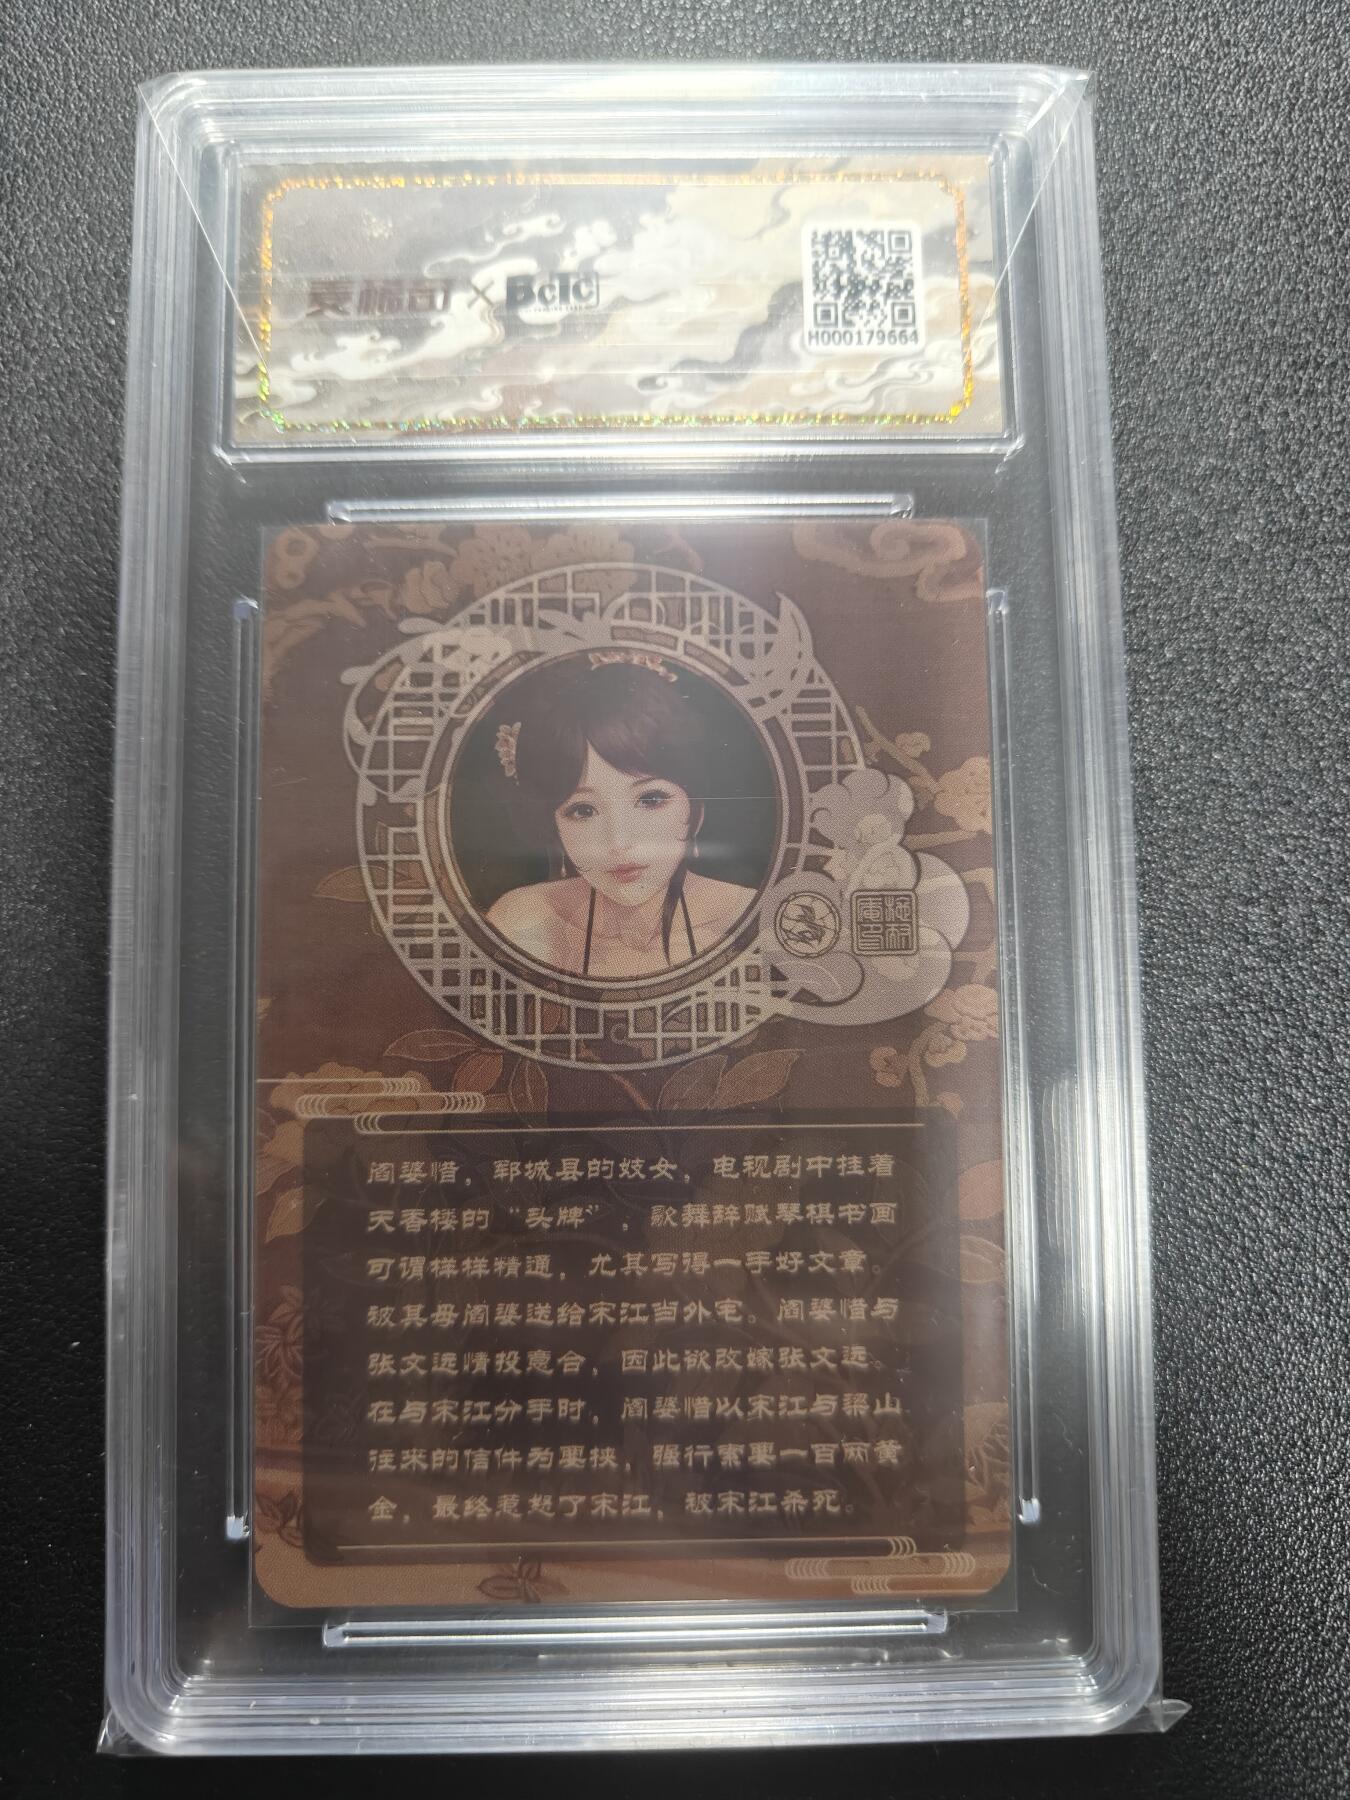 麦稀奇×BCTC
H000179664
施耐
庵印
阎婆惜，郓城县的妓女，电视剧中挂着
天香楼的“头牌”，歌舞辞赋琴棋书画
可谓样样精通，尤其写得一手好文章。
被其母阎婆送给宋江当外宅。阎婆惜与
张文远情投意合，因此欲改嫁张文远。
在与宋江分手时，阎婆惜以宋江与梁山
往来的信件为要挟，强行索要一百两黄
金，最终惹怒了宋江，被宋江杀死。